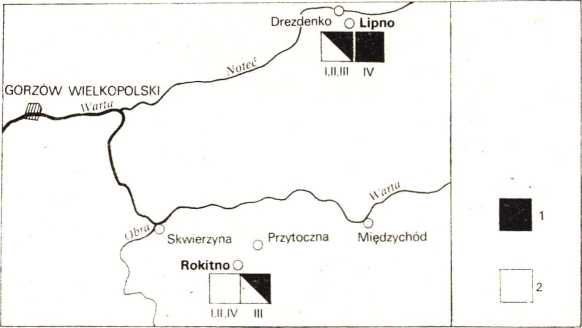 Drezdenko
Lipno
I,II,III IV
Noteć
GORZÓW WIELKOPOLSKI
Warta
Warta
1
Obra
Skwierzyna
Przytoczna
Międzychód
Rokitno
2
I,II,IV III